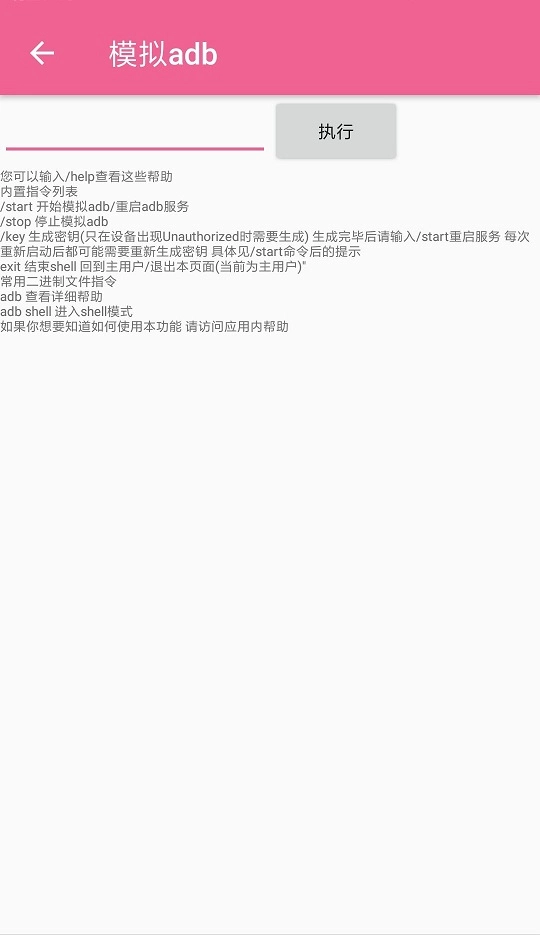 模拟adb
执行
您可以输入/help查看这些帮助
内置指令列表
/start 开始模拟adb/重启adb服务
/stop 停止模拟adb
/key 生成密钥(只在设备出现Unauthorized时需要生成) 生成完毕后请输入/start重启服务 每次
重新启动后都可能需要重新生成密钥 具体见/start命令后的提示
exit 结束shell 回到主用户/退出本页面(当前为主用户)"
常用二进制文件指令
adb 查看详细帮助
adb shell 进入shell模式
如果你想要知道如何使用本功能 请访问应用内帮助